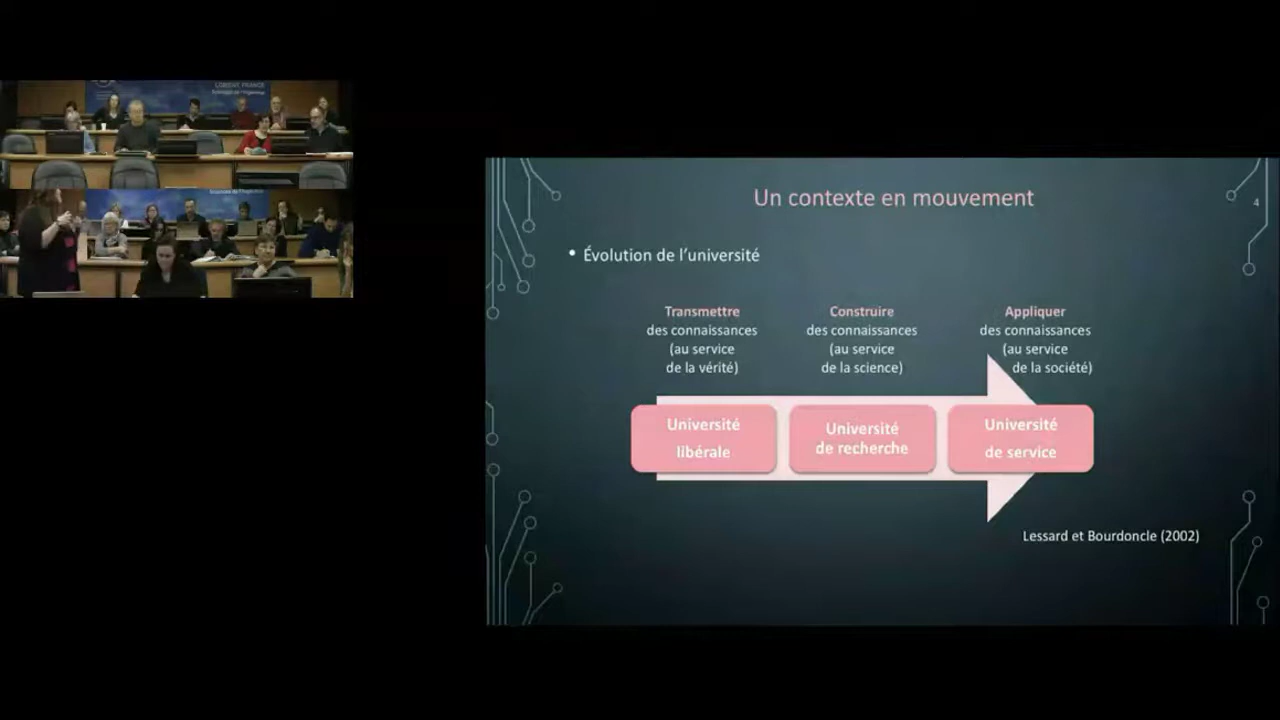 LORIENT FRANCE
Un contexte en mouvement
4
• Évolution de l'université
Transmettre
des connaissances
(au service
de la vérité)
Construire
des connaissances
(au service
de la science)
Appliquer
des connaissances
(au service
de la société)
Université
libérale
Université
de recherche
Université
de service
Lessard et Bourdoncle (2002)